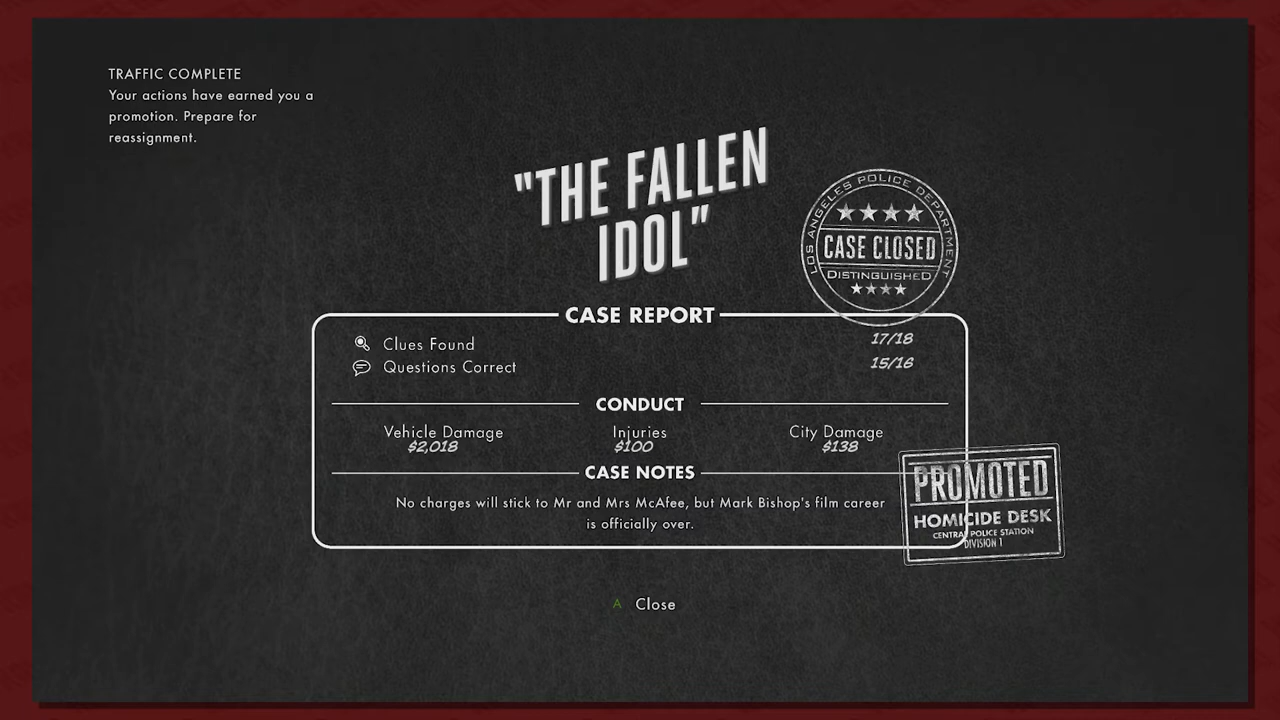 TRAFFIC COMPLETE
Your actions have earned you a
promotion. Prepare for
reassignment.
"THE FALLEN
IDOL"
LOS ANGELES POLICE DEPARTMENT
CASE CLOSED
DISTINGUISHED
CASE REPORT
Clues Found 17/18
Questions Correct 15/16
CONDUCT
Vehicle Damage Injuries City Damage
$2,018 $100 $138
CASE NOTES
No charges will stick to Mr and Mrs McAfee, but Mark Bishop's film career
is officially over.
PROMOTED
HOMICIDE DESK
CENTRAL POLICE STATION
DIVISION 1
A Close